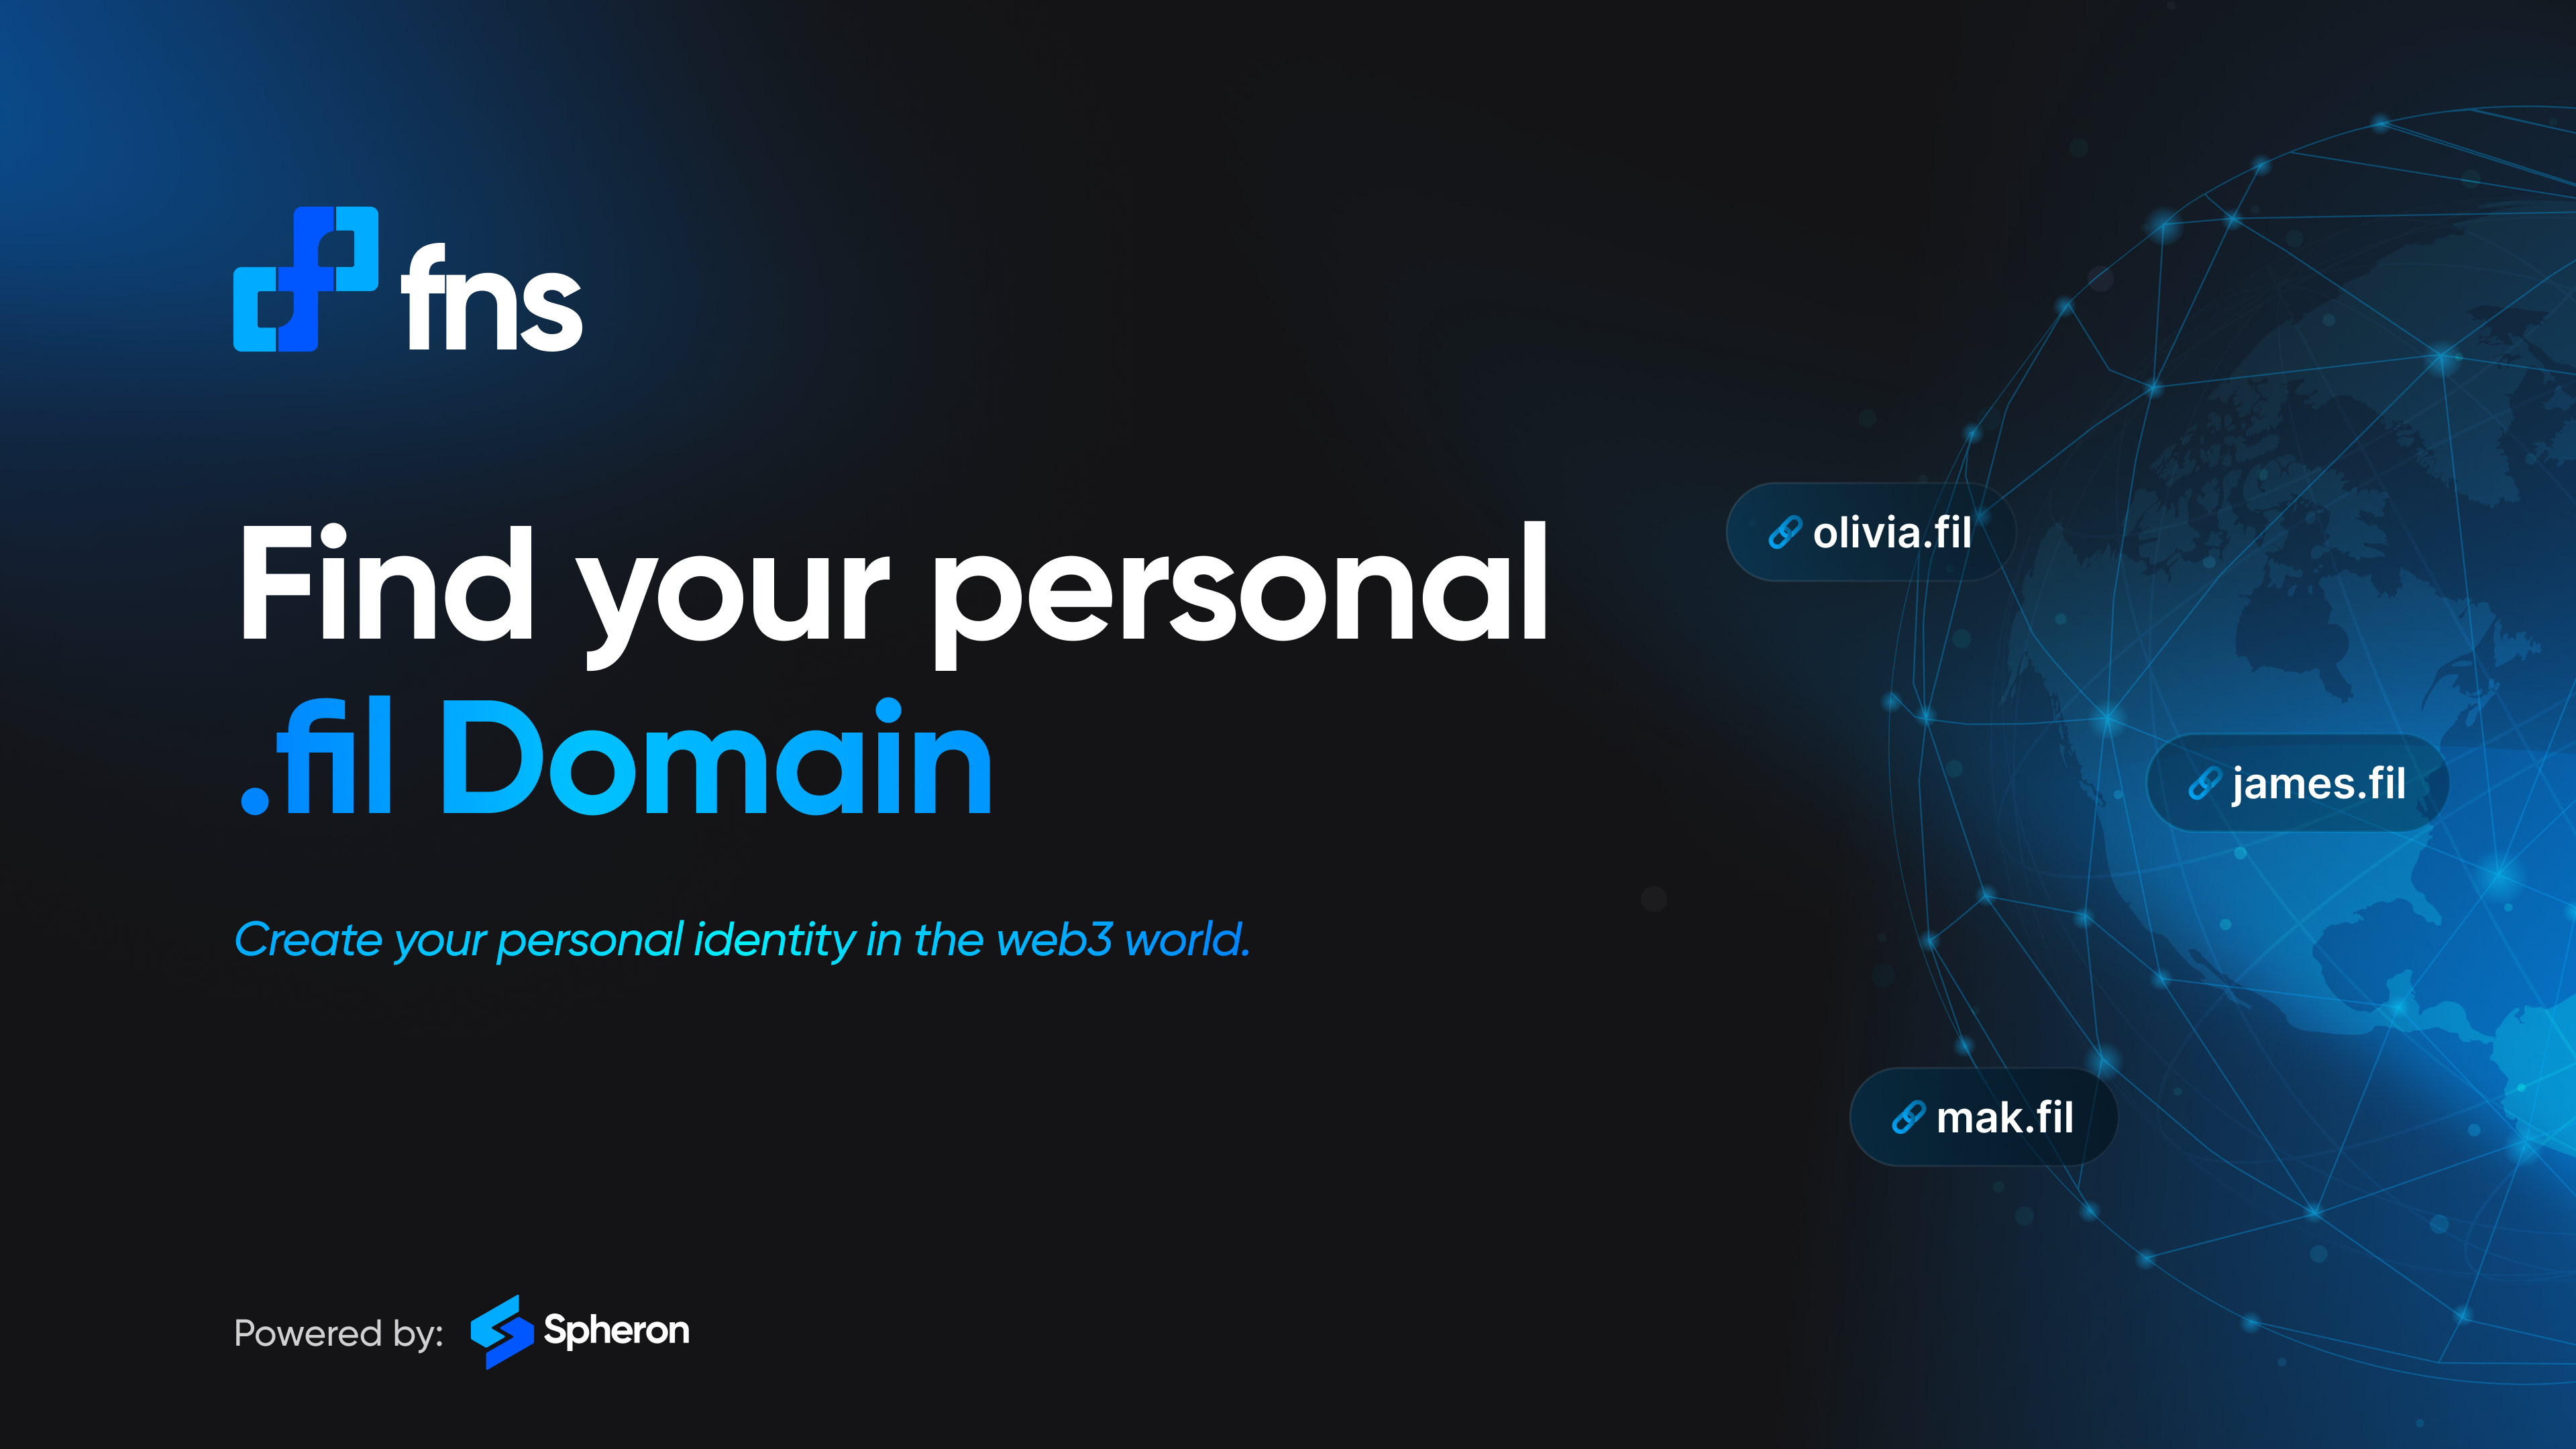 fns
Find your personal
.fil Domain
Create your personal identity in the web3 world.
olivia.fil
james.fil
mak.fil
Powered by: Spheron